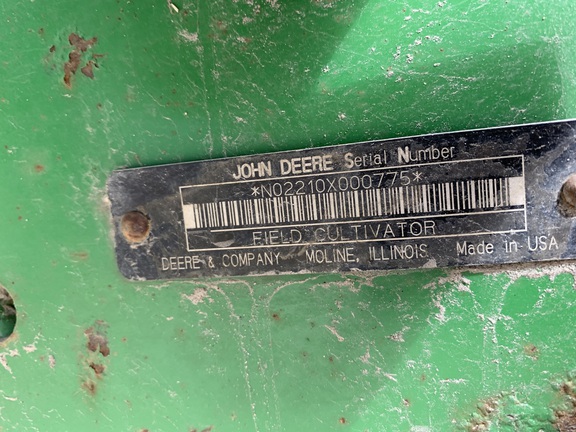 JOHN DEERE Serial Number
*N02210X000775*
FIELD CULTIVATOR
DEERE & COMPANY MOLINE, ILLINOIS Made in USA